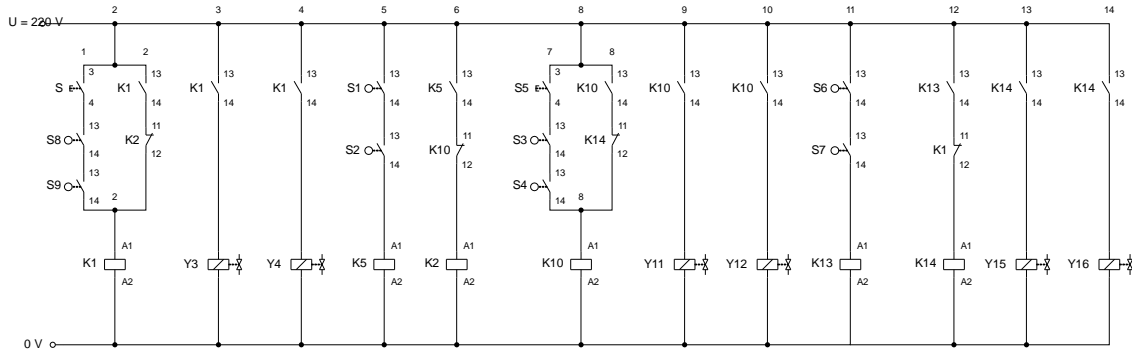 2 3 4 5 6 8 9 10 11 12 13 14
U = 220 V
1 2 7 8
3 13 13 13 13 13 3 13 13 13 13 13 13 13
S K1 K1 K1 S1 K5 S5 K10 K10 K10 S6 K13 K14 K14
4 14 14 14 14 14 4 14 14 14 14 14 14 14
13 11 13 11 13 11 13 11
S8 K2 S2 K10 S3 K14 S7 K1
14 12 14 12 14 12 14 12
13 13
S9 2 S4 8
14 14
A1 A1 A1 A1 A1 A1
K1 Y3 Y4 K5 K2 K10 Y11 Y12 K13 K14 Y15 Y16
A2 A2 A2 A2 A2 A2
0 V